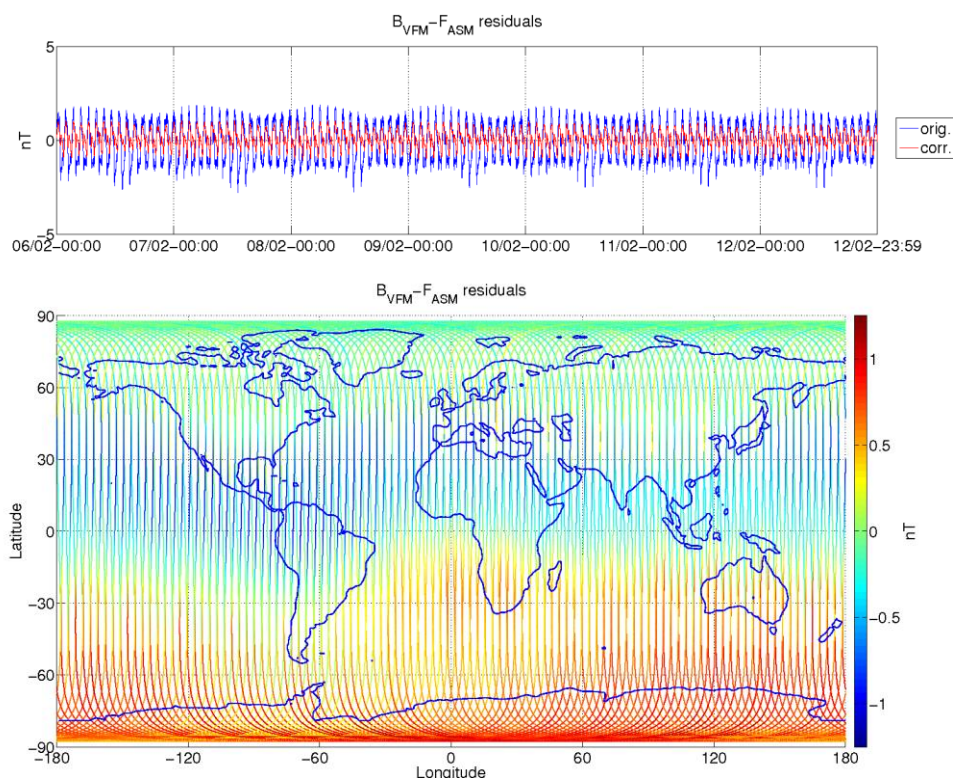 B_VFM−F_ASM residuals
5
0
−5
nT
06/02−00:00 07/02−00:00 08/02−00:00 09/02−00:00 10/02−00:00 11/02−00:00 12/02−00:00 12/02−23:59
orig.
corr.
B_VFM−F_ASM residuals
90
60
30
0
−30
−60
−90
Latitude
−180 −120 −60 0 60 120 180
Longitude
1
0.5
0
−0.5
−1
nT